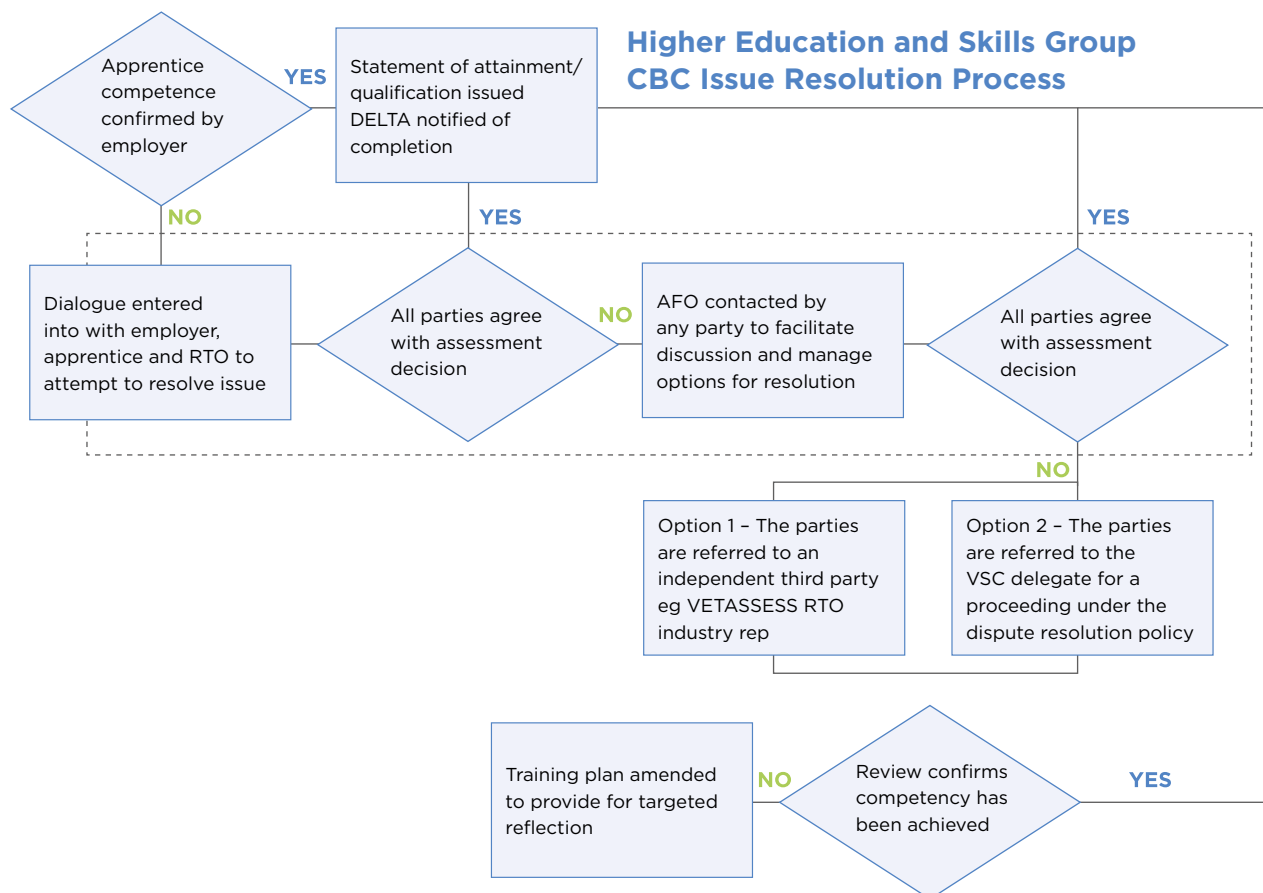 Higher Education and Skills Group
CBC Issue Resolution Process
Apprentice
competence
confirmed by
employer
YES
Statement of attainment/
qualification issued
DELTA notified of
completion
NO
YES
YES
Dialogue entered
into with employer,
apprentice and RTO to
attempt to resolve issue
All parties agree
with assessment
decision
NO
AFO contacted by
any party to facilitate
discussion and manage
options for resolution
All parties agree
with assessment
decision
NO
Option 1 – The parties
are referred to an
independent third party
eg VETASSESS RTO
industry rep
Option 2 – The parties
are referred to the
VSC delegate for a
proceeding under the
dispute resolution policy
Training plan amended
to provide for targeted
reflection
NO
Review confirms
competency has
been achieved
YES